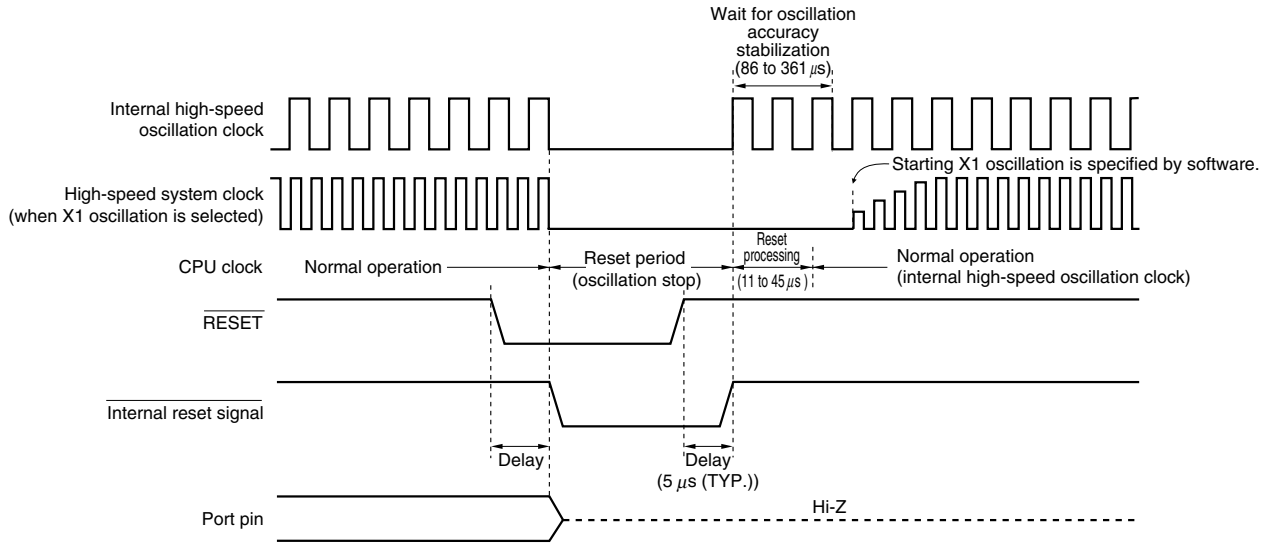 Wait for oscillation
accuracy
stabilization
(86 to 361 μs)
Internal high-speed
oscillation clock
Starting X1 oscillation is specified by software.
High-speed system clock
(when X1 oscillation is selected)
CPU clock
Normal operation
Reset period
(oscillation stop)
Reset
processing
(11 to 45 μs )
Normal operation
(internal high-speed oscillation clock)
RESET
Internal reset signal
Delay
Delay
(5 μs (TYP.))
Hi-Z
Port pin